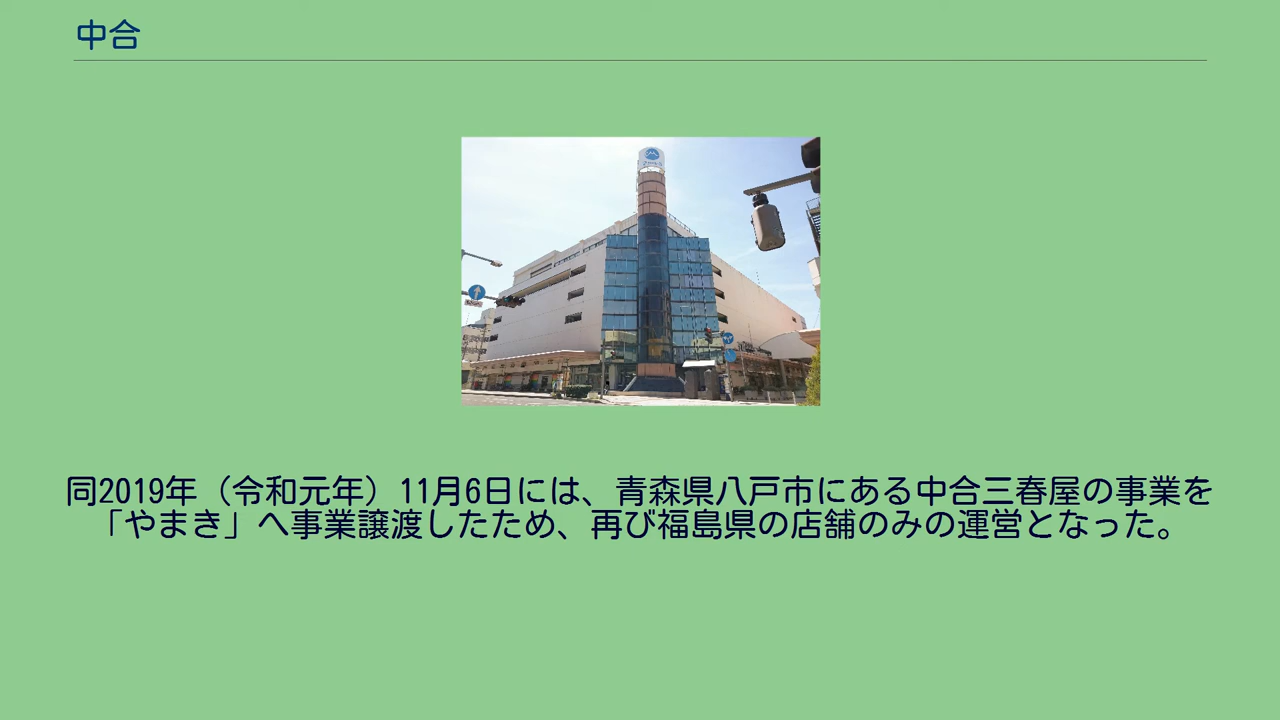 中合
同2019年（令和元年）11月6日には、青森県八戸市にある中合三春屋の事業を
「やまき」へ事業譲渡したため、再び福島県の店舗のみの運営となった。